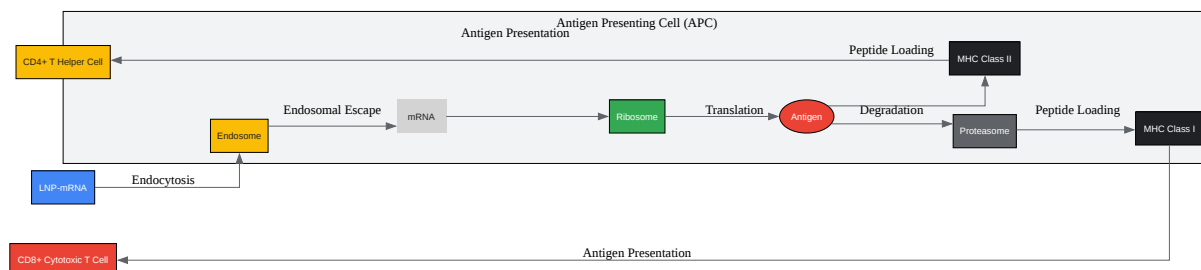 Antigen Presenting Cell (APC)
Antigen Presentation
Peptide Loading
CD4+ T Helper Cell
MHC Class II
Endosomal Escape
mRNA
Ribosome
Translation
Antigen
Degradation
Peptide Loading
Endosome
Proteasome
MHC Class I
LNP-mRNA
Endocytosis
Antigen Presentation
CD8+ Cytotoxic T Cell